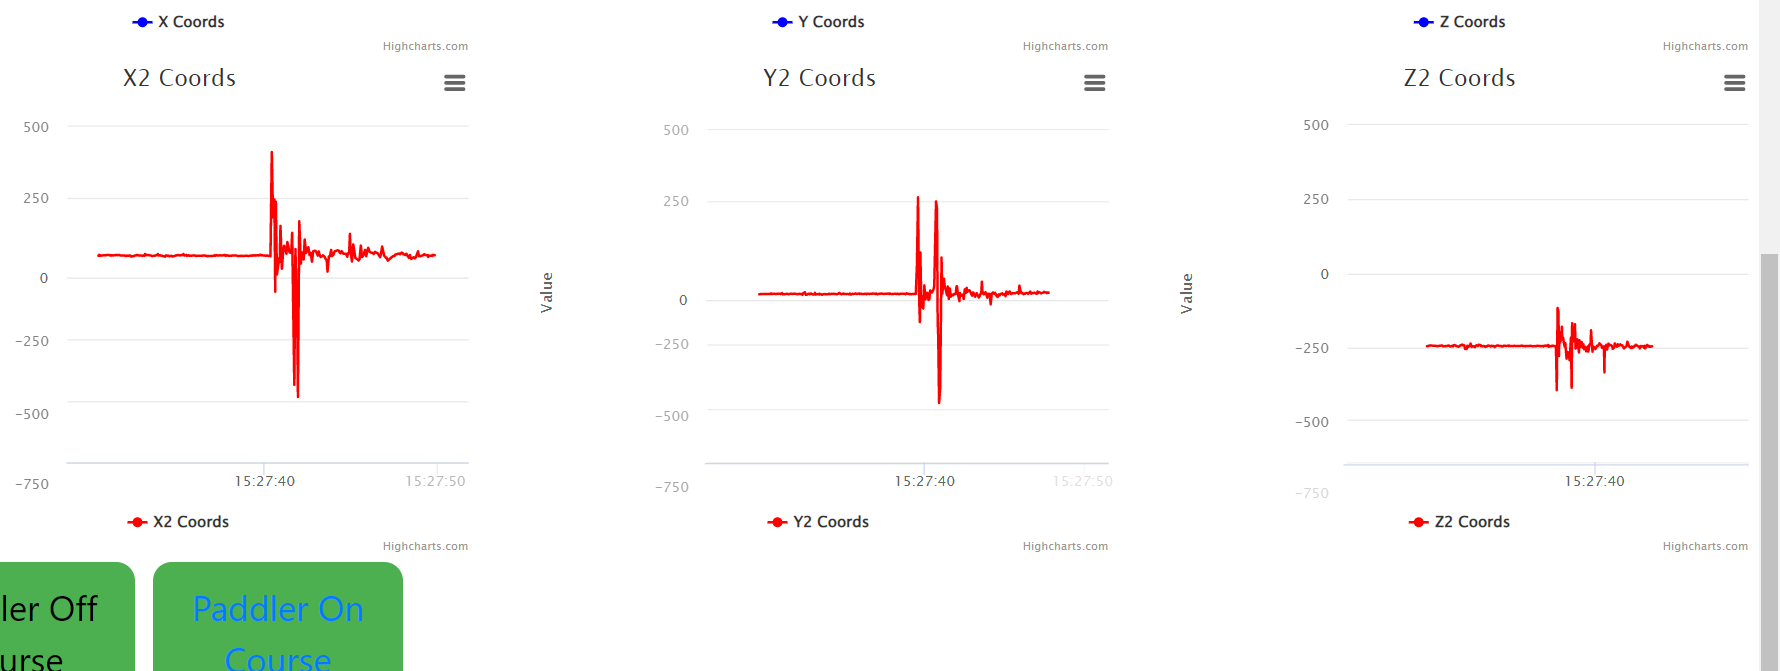 X Coords
Y Coords
Z Coords
Highcharts.com
Highcharts.com
Highcharts.com
X2 Coords
500
250
0
−250
−500
−750
15:27:40
15:27:50
X2 Coords
Highcharts.com
Y2 Coords
Value
500
250
0
−250
−500
−750
15:27:40
15:27:50
Y2 Coords
Highcharts.com
Z2 Coords
Value
500
250
0
−250
−500
−750
15:27:40
Z2 Coords
Highcharts.com
ler Off
urse
Paddler On
Course